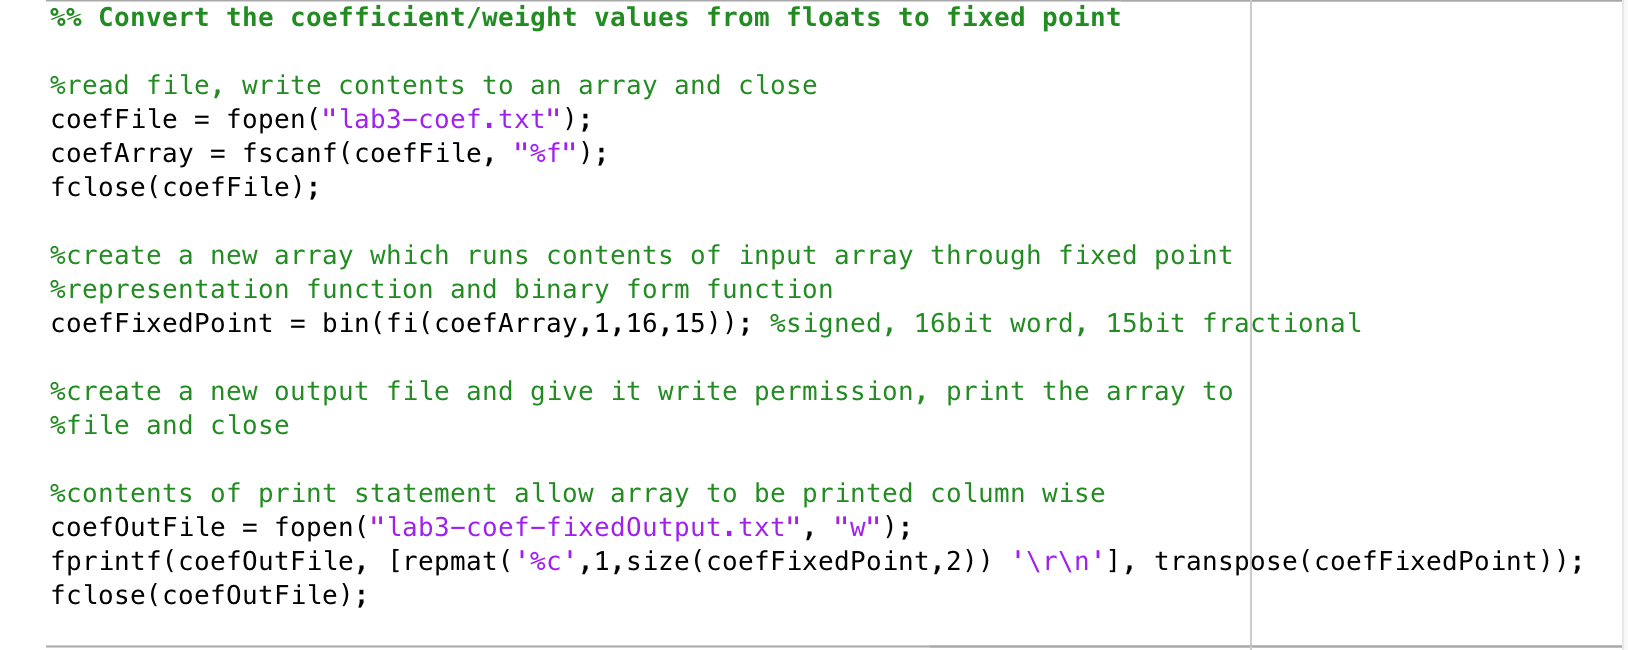 %% Convert the coefficient/weight values from floats to fixed point
%read file, write contents to an array and close
coefFile = fopen("lab3-coef.txt");
coefArray = fscanf(coefFile, "%f");
fclose(coefFile);
%create a new array which runs contents of input array through fixed point
%representation function and binary form function
coefFixedPoint = bin(fi(coefArray,1,16,15)); %signed, 16bit word, 15bit fractional
%create a new output file and give it write permission, print the array to
%file and close
%contents of print statement allow array to be printed column wise
coefOutFile = fopen("lab3-coef-fixedOutput.txt", "w");
fprintf(coefOutFile, [repmat('%c',1,size(coefFixedPoint,2)) '\r\n'], transpose(coefFixedPoint));
fclose(coefOutFile);